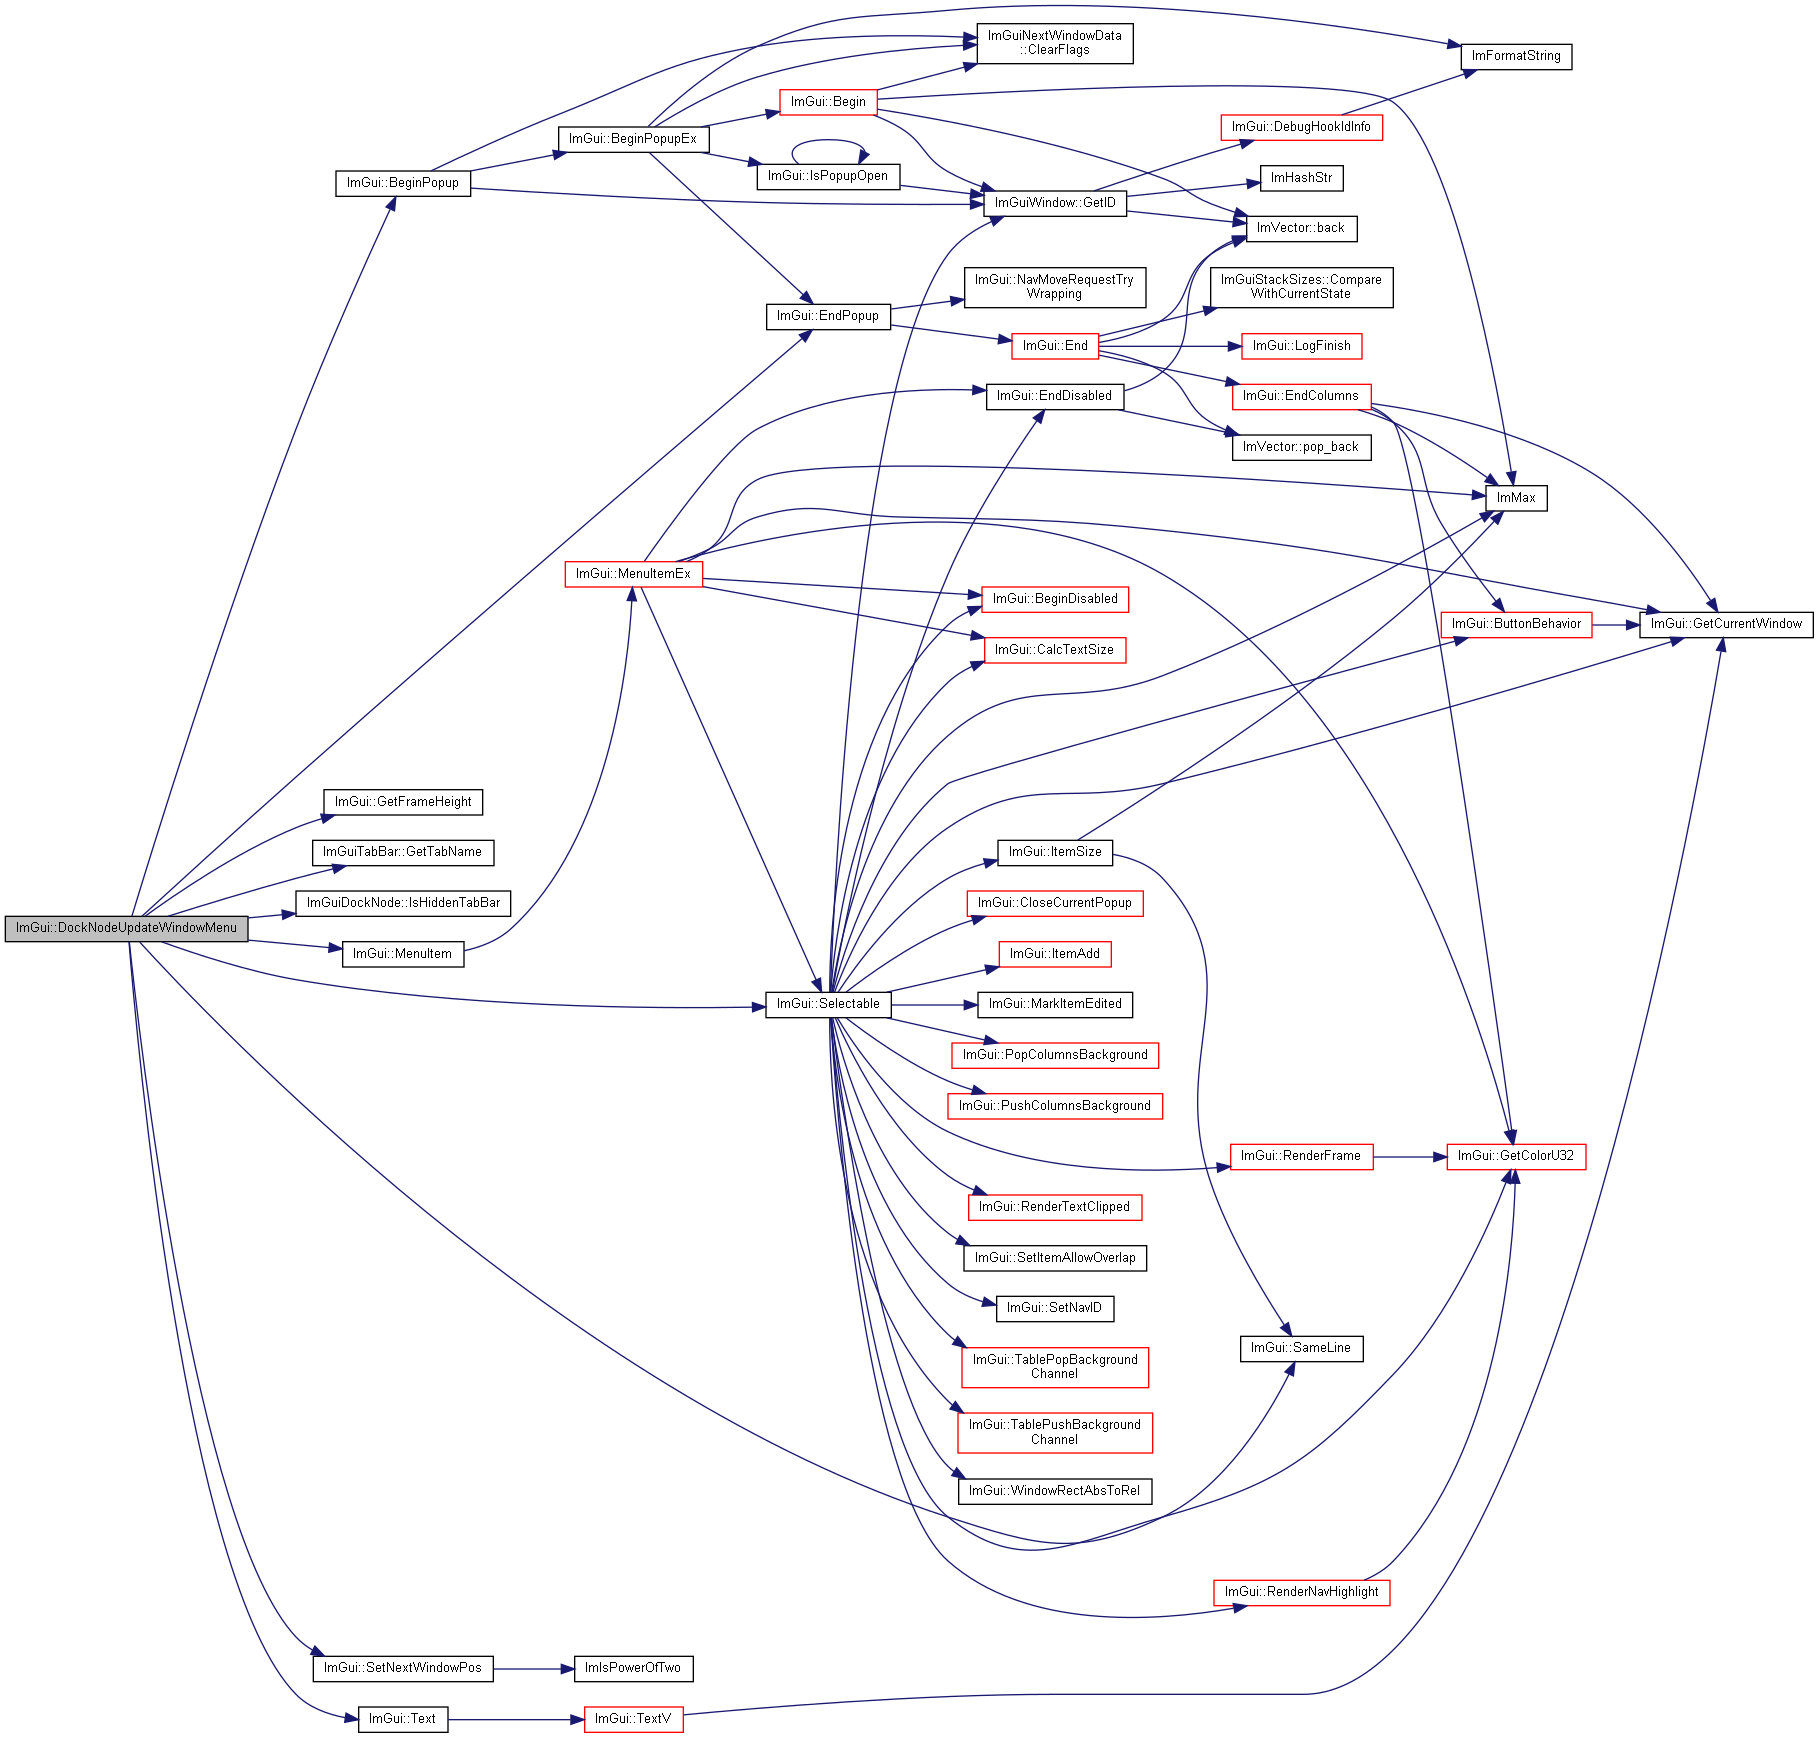 ImGuiNextWindowData
::ClearFlags
ImFormatString
ImGui::Begin
ImGui::DebugHookIdInfo
ImGui::BeginPopupEx
ImGui::IsPopupOpen
ImHashStr
ImGui::BeginPopup
ImGuiWindow::GetID
ImVector::back
ImGui::NavMoveRequestTry
Wrapping
ImGuiStackSizes::Compare
WithCurrentState
ImGui::EndPopup
ImGui::End
ImGui::LogFinish
ImGui::EndDisabled
ImGui::EndColumns
ImVector::pop_back
ImMax
ImGui::MenuItemEx
ImGui::BeginDisabled
ImGui::ButtonBehavior
ImGui::GetCurrentWindow
ImGui::CalcTextSize
ImGui::GetFrameHeight
ImGuiTabBar::GetTabName
ImGui::ItemSize
ImGuiDockNode::IsHiddenTabBar
ImGui::CloseCurrentPopup
ImGui::DockNodeUpdateWindowMenu
ImGui::MenuItem
ImGui::ItemAdd
ImGui::Selectable
ImGui::MarkItemEdited
ImGui::PopColumnsBackground
ImGui::PushColumnsBackground
ImGui::RenderFrame
ImGui::GetColorU32
ImGui::RenderTextClipped
ImGui::SetItemAllowOverlap
ImGui::SetNavID
ImGui::SameLine
ImGui::TablePopBackground
Channel
ImGui::TablePushBackground
Channel
ImGui::WindowRectAbsToRel
ImGui::RenderNavHighlight
ImGui::SetNextWindowPos
ImIsPowerOfTwo
ImGui::Text
ImGui::TextV